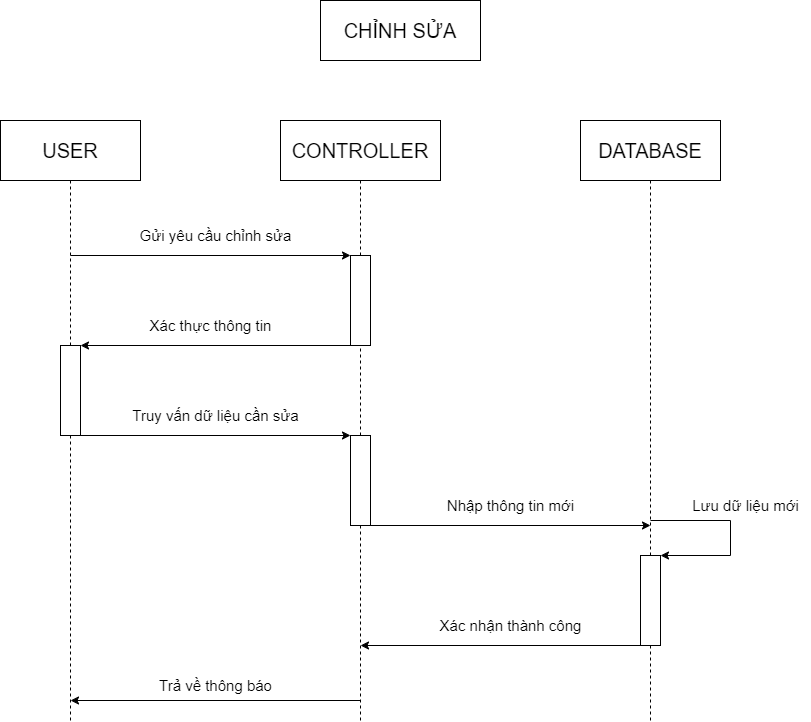 CHỈNH SỬA
USER
CONTROLLER
DATABASE
Gửi yêu cầu chỉnh sửa
Xác thực thông tin
Truy vấn dữ liệu cần sửa
Nhập thông tin mới
Lưu dữ liệu mới
Xác nhận thành công
Trả về thông báo